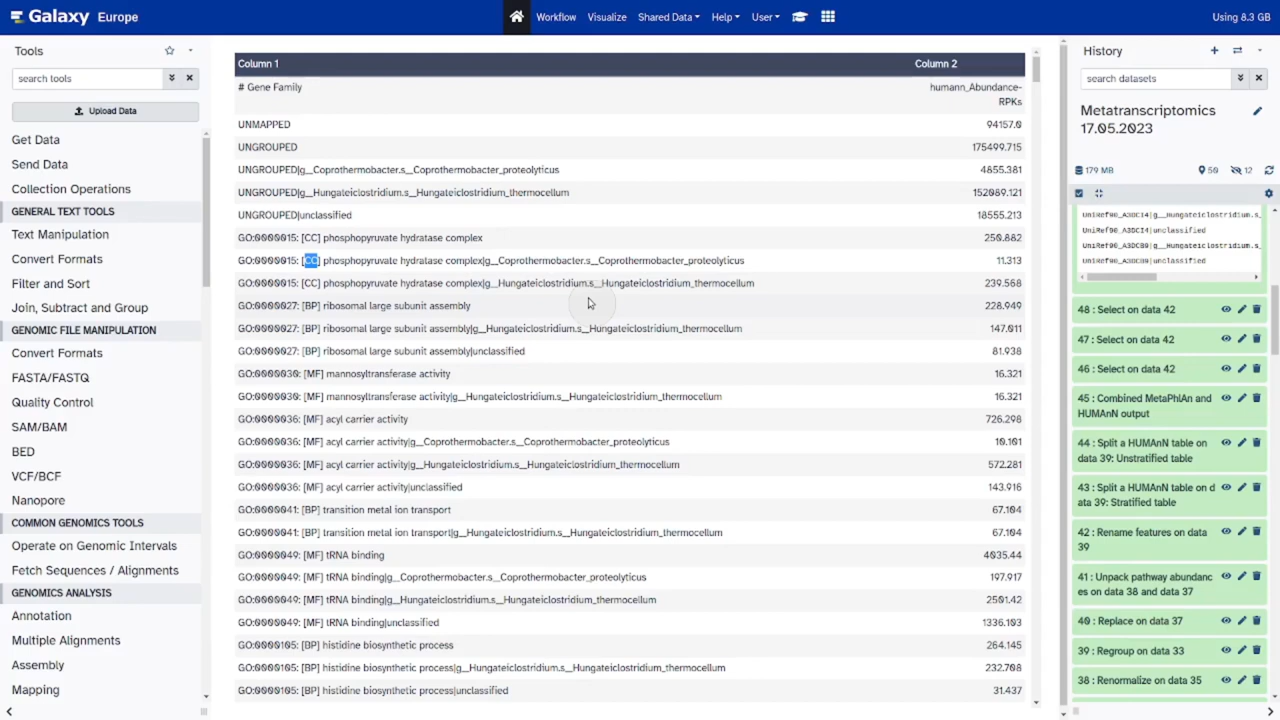 Galaxy Europe
Workflow Visualize Shared Data Help User
Using 8.3 GB
Tools
search tools
Upload Data
Get Data
Send Data
Collection Operations
GENERAL TEXT TOOLS
Text Manipulation
Convert Formats
Filter and Sort
Join, Subtract and Group
GENOMIC FILE MANIPULATION
Convert Formats
FASTA/FASTQ
Quality Control
SAM/BAM
BED
VCF/BCF
Nanopore
COMMON GENOMICS TOOLS
Operate on Genomic Intervals
Fetch Sequences / Alignments
GENOMICS ANALYSIS
Annotation
Multiple Alignments
Assembly
Mapping
Column 1 Column 2
# Gene Family humann_Abundance-
RPKs
UNMAPPED 94157.0
UNGROUPED 175499.715
UNGROUPED|g__Coprothermobacter.s__Coprothermobacter_proteolyticus 4855.381
UNGROUPED|g__Hungateiclostridium.s__Hungateiclostridium_thermocellum 152089.121
UNGROUPED|unclassified 18555.213
GO:0000015: [CC] phosphopyruvate hydratase complex 250.882
GO:0000015: [CC] phosphopyruvate hydratase complex|g__Coprothermobacter.s__Coprothermobacter_proteolyticus 11.313
GO:0000015: [CC] phosphopyruvate hydratase complex|g__Hungateiclostridium.s__Hungateiclostridium_thermocellum 239.568
GO:0000027: [BP] ribosomal large subunit assembly 228.949
GO:0000027: [BP] ribosomal large subunit assembly|g__Hungateiclostridium.s__Hungateiclostridium_thermocellum 147.011
GO:0000027: [BP] ribosomal large subunit assembly|unclassified 81.938
GO:0000030: [MF] mannosyltransferase activity 16.321
GO:0000030: [MF] mannosyltransferase activity|g__Hungateiclostridium.s__Hungateiclostridium_thermocellum 16.321
GO:0000036: [MF] acyl carrier activity 726.298
GO:0000036: [MF] acyl carrier activity|g__Coprothermobacter.s__Coprothermobacter_proteolyticus 10.101
GO:0000036: [MF] acyl carrier activity|g__Hungateiclostridium.s__Hungateiclostridium_thermocellum 572.281
GO:0000036: [MF] acyl carrier activity|unclassified 143.916
GO:0000041: [BP] transition metal ion transport 67.104
GO:0000041: [BP] transition metal ion transport|g__Hungateiclostridium.s__Hungateiclostridium_thermocellum 67.104
GO:0000049: [MF] tRNA binding 4035.44
GO:0000049: [MF] tRNA binding|g__Coprothermobacter.s__Coprothermobacter_proteolyticus 197.917
GO:0000049: [MF] tRNA binding|g__Hungateiclostridium.s__Hungateiclostridium_thermocellum 2501.42
GO:0000049: [MF] tRNA binding|unclassified 1336.103
GO:0000105: [BP] histidine biosynthetic process 264.145
GO:0000105: [BP] histidine biosynthetic process|g__Hungateiclostridium.s__Hungateiclostridium_thermocellum 232.708
GO:0000105: [BP] histidine biosynthetic process|unclassified 31.437
History
search datasets
Metatranscriptomics
17.05.2023
179 MB 50 12
UniRef90_A3DCI4|g__Hungateiclostridium.s_
UniRef90_A3DCI4|unclassified
UniRef90_A3DCB9|g__Hungateiclostridium.s_
UniRef90_A3DCB9|unclassified
48 : Select on data 42
47 : Select on data 42
46 : Select on data 42
45 : Combined MetaPhlAn and
HUMAnN output
44 : Split a HUMAnN table on
data 39: Unstratified table
43 : Split a HUMAnN table on d
ata 39: Stratified table
42 : Rename features on data
39
41 : Unpack pathway abundanc
es on data 38 and data 37
40 : Replace on data 37
39 : Regroup on data 33
38 : Renormalize on data 35